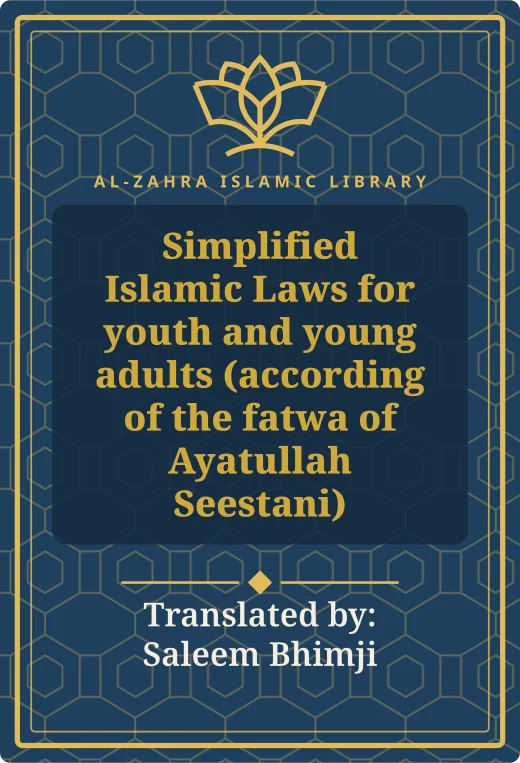 AL-ZAHRA ISLAMIC LIBRARY
Simplified
Islamic Laws for
youth and young
adults (according
of the fatwa of
Ayatullah
Seestani)
Translated by:
Saleem Bhimji